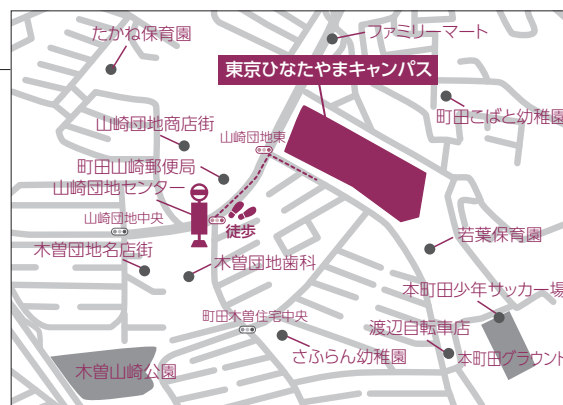 たかね保育園
ファミリーマート
東京ひなたやまキャンパス
町田こばと幼稚園
山崎団地商店街
山崎団地東
町田山崎郵便局
山崎団地センター
山崎団地中央
徒歩
若葉保育園
木曽団地名店街
木曽団地歯科
本町田少年サッカー場
町田木曽住宅中央
渡辺自転車店
さふらん幼稚園
本町田グラウンド
木曽山崎公園